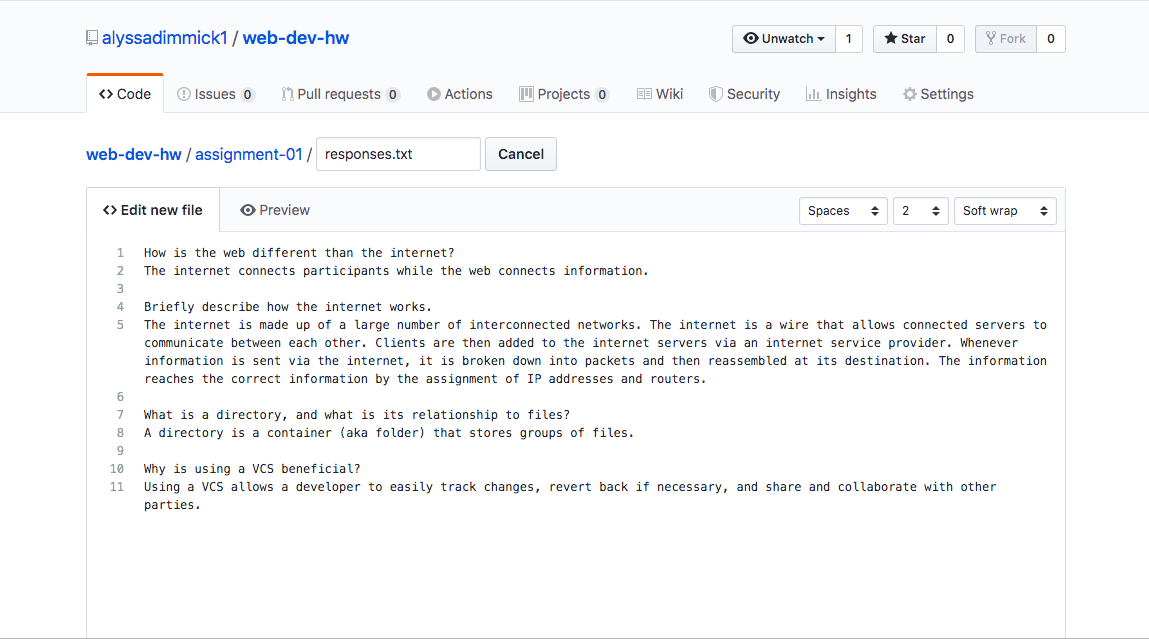 alyssadimmick1 / web-dev-hw
Unwatch 1 Star 0 Fork 0
Code Issues 0 Pull requests 0 Actions Projects 0 Wiki Security Insights Settings
web-dev-hw / assignment-01 / responses.txt Cancel
Edit new file Preview Spaces 2 Soft wrap
1 How is the web different than the internet?
2 The internet connects participants while the web connects information.
3
4 Briefly describe how the internet works.
5 The internet is made up of a large number of interconnected networks. The internet is a wire that allows connected servers to
communicate between each other. Clients are then added to the internet servers via an internet service provider. Whenever
information is sent via the internet, it is broken down into packets and then reassembled at its destination. The information
reaches the correct information by the assignment of IP addresses and routers.
6
7 What is a directory, and what is its relationship to files?
8 A directory is a container (aka folder) that stores groups of files.
9
10 Why is using a VCS beneficial?
11 Using a VCS allows a developer to easily track changes, revert back if necessary, and share and collaborate with other
parties.